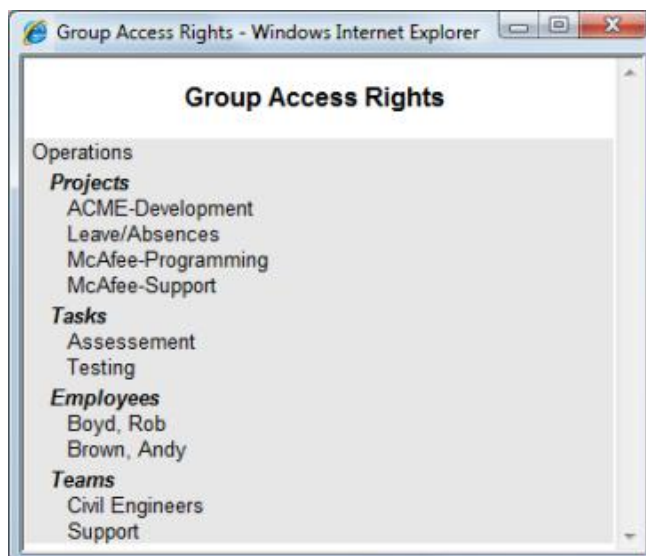 Group Access Rights - Windows Internet Explorer
Group Access Rights
Operations
Projects
ACME-Development
Leave/Absences
McAfee-Programming
McAfee-Support
Tasks
Assessement
Testing
Employees
Boyd, Rob
Brown, Andy
Teams
Civil Engineers
Support